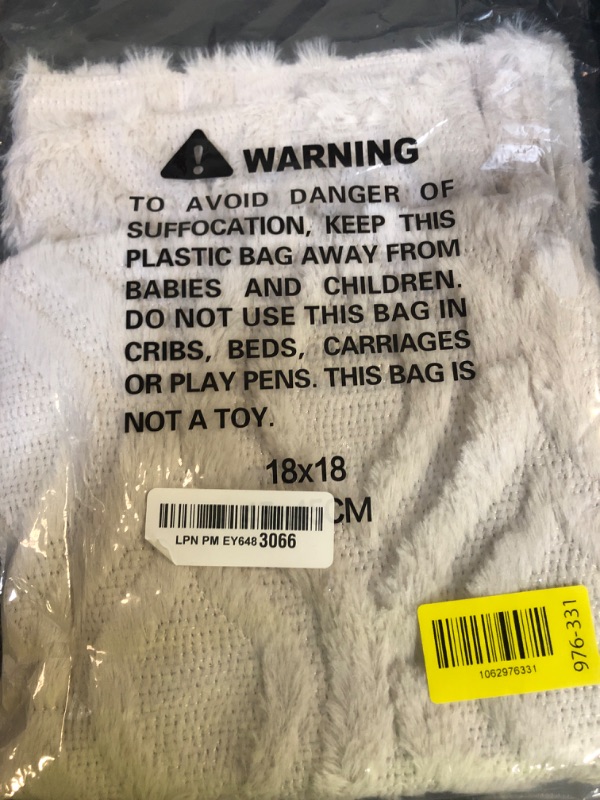 WARNING
TO AVOID DANGER OF
SUFFOCATION, KEEP THIS
PLASTIC BAG AWAY FROM
BABIES AND CHILDREN.
DO NOT USE THIS BAG IN
CRIBS, BEDS, CARRIAGES
OR PLAY PENS. THIS BAG IS
NOT A TOY.
18x18
CM
LPN PM EY648 3066
1062976331
976-331